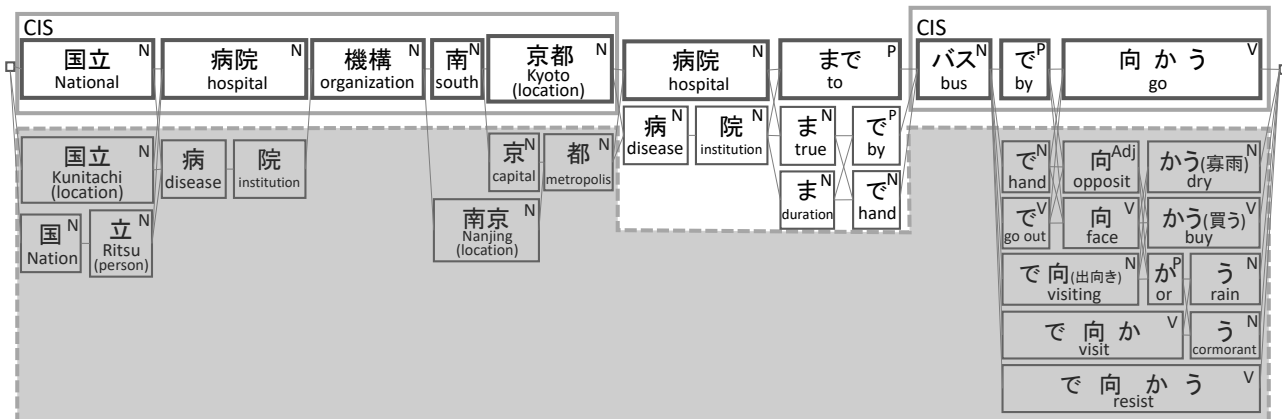 CIS
CIS
国立 N
National
病院 N
hospital
機構 N
organization
南 N
south
京都 N
Kyoto
(location)
病院 N
hospital
まで P
to
バス N
bus
で P
by
向かう V
go
国立 N
Kunitachi
(location)
病 N
disease
院 N
institution
京 N
capital
都 N
metropolis
病 N
disease
院 N
institution
ま N
true
で P
by
で N
hand
向 Adj
opposit
かう(寡雨) N
dry
国 N
Nation
立 N
Ritsu
(person)
南京 N
Nanjing
(location)
ま N
duration
で N
hand
で V
go out
向 V
face
かう(買う) V
buy
で向(出向き) N
visiting
が P
or
う N
rain
で向か V
visit
う N
cormorant
で向かう V
resist